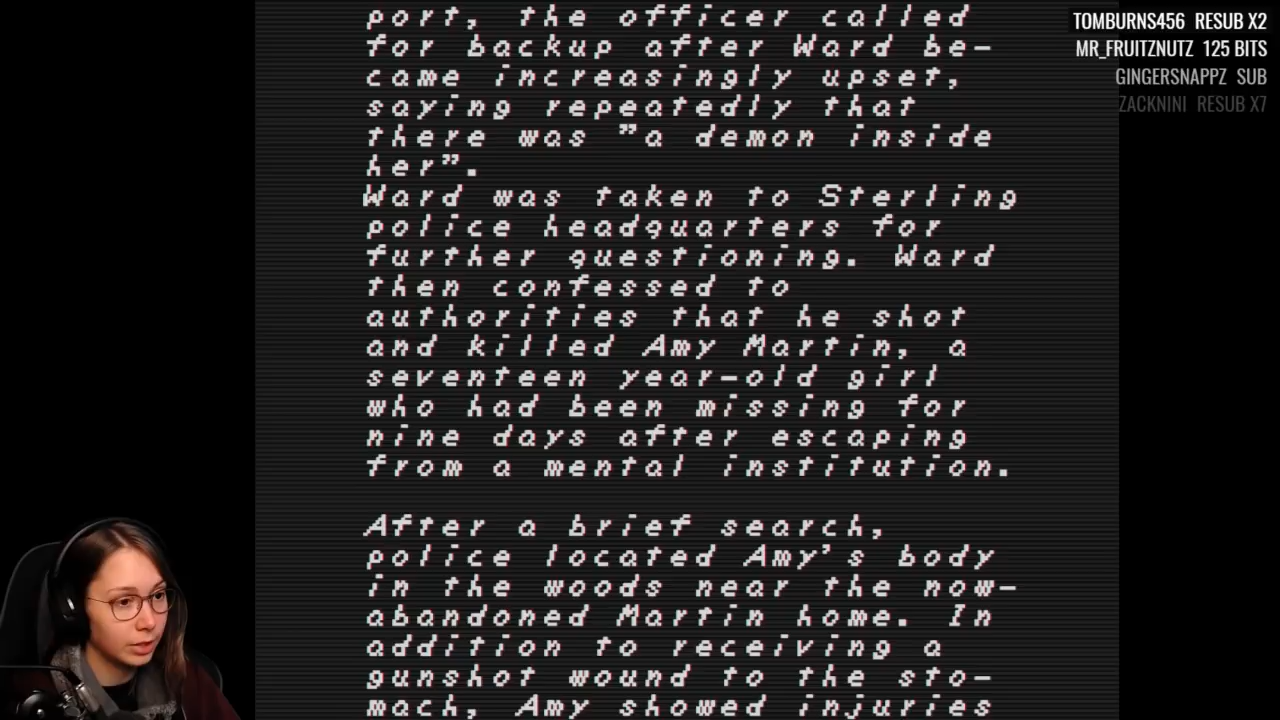 port, the officer called
for backup after Ward be-
came increasingly upset,
saying repeatedly that
there was "a demon inside
her".
Ward was taken to Sterling
police headquarters for
further questioning. Ward
then confessed to
authorities that he shot
and killed Amy Martin, a
seventeen year-old girl
who had been missing for
nine days after escaping
from a mental institution.
After a brief search,
police located Amy's body
in the woods near the now-
abandoned Martin home. In
addition to receiving a
gunshot wound to the sto-
mach, Amy showed injuries
TOMBURNS456 RESUB X2
MR_FRUITZNUTZ 125 BITS
GINGERSNAPPZ SUB
ZACKNINI RESUB X7